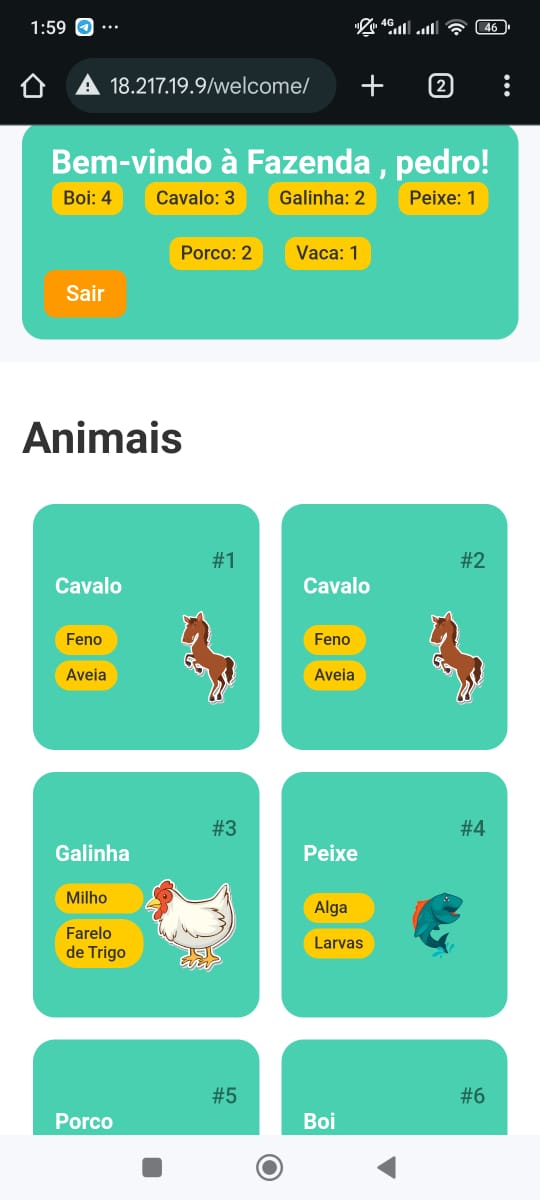 1:59 ... 4G 46
18.217.19.9/welcome/ 2
Bem-vindo à Fazenda , pedro!
Boi: 4 Cavalo: 3 Galinha: 2 Peixe: 1
Porco: 2 Vaca: 1
Sair
Animais
#1
Cavalo
Feno
Aveia
#2
Cavalo
Feno
Aveia
#3
Galinha
Milho
Farelo
de Trigo
#4
Peixe
Alga
Larvas
#5
Porco
#6
Boi